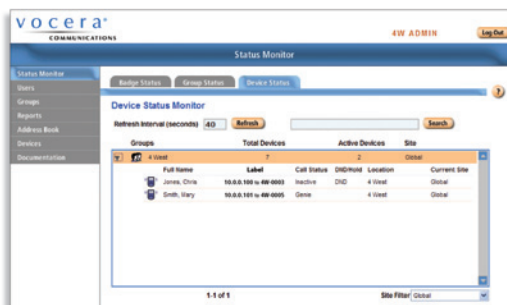 vocera
COMMUNICATIONS
4W ADMIN
Log Out
Status Monitor
Status Monitor
Users
Groups
Reports
Address Book
Devices
Documentation
Badge Status
Group Status
Device Status
?
Device Status Monitor
Refresh Interval (seconds) 40 Refresh Search
Groups Total Devices Active Devices Site
4 West 7 2 Global
Full Name Label Call Status DND/Hold Location Current Site
Jones, Chris 10.0.0.100 to 4W-0003 Inactive DND 4 West Global
Smith, Mary 10.0.0.101 to 4W-0005 Genie 4 West Global
1-1 of 1 Site Filter Global